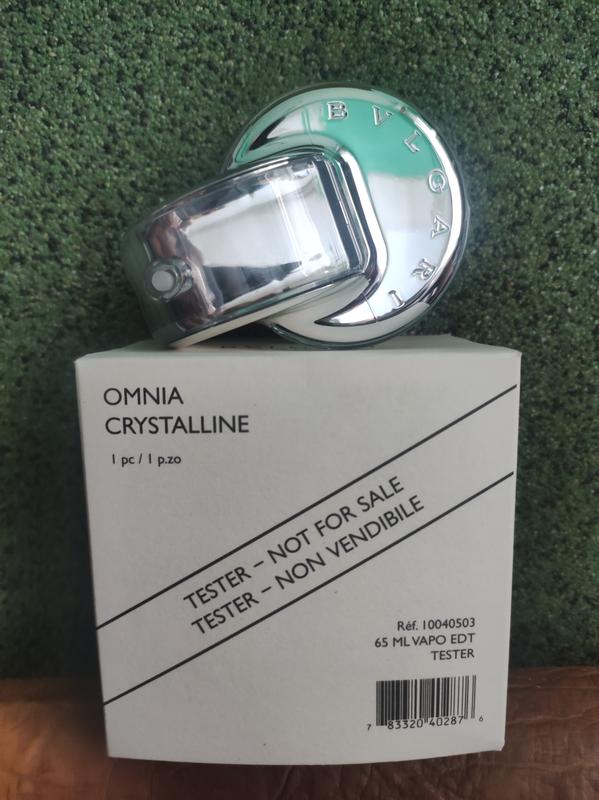 BVLGARI
OMNIA
CRYSTALLINE
1 pc / 1 p.zo
TESTER – NOT FOR SALE
TESTER – NON VENDIBILE
Réf. 10040503
65 ML VAPO EDT
TESTER
7 83320 40287 6